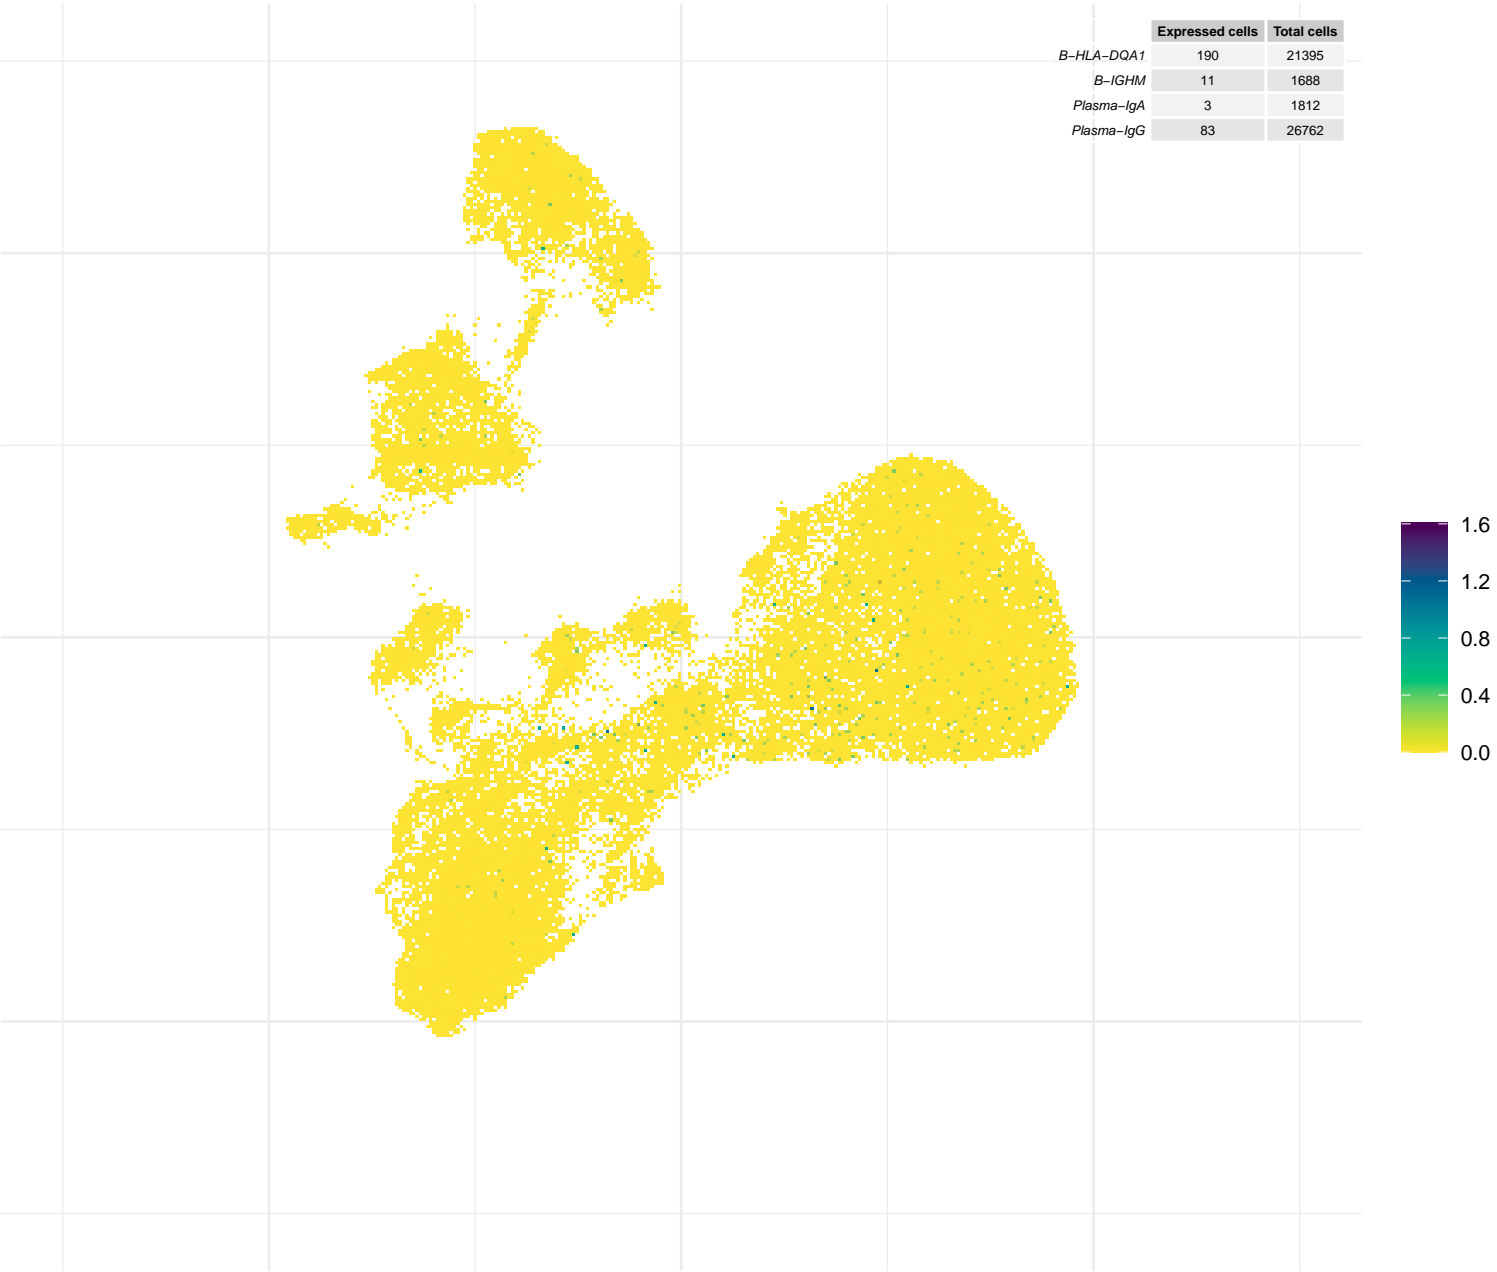 Expressed cells Total cells
B−HLA−DQA1 190 21395
B−IGHM 11 1688
Plasma−IgA 3 1812
Plasma−IgG 83 26762
1.6
1.2
0.8
0.4
0.0